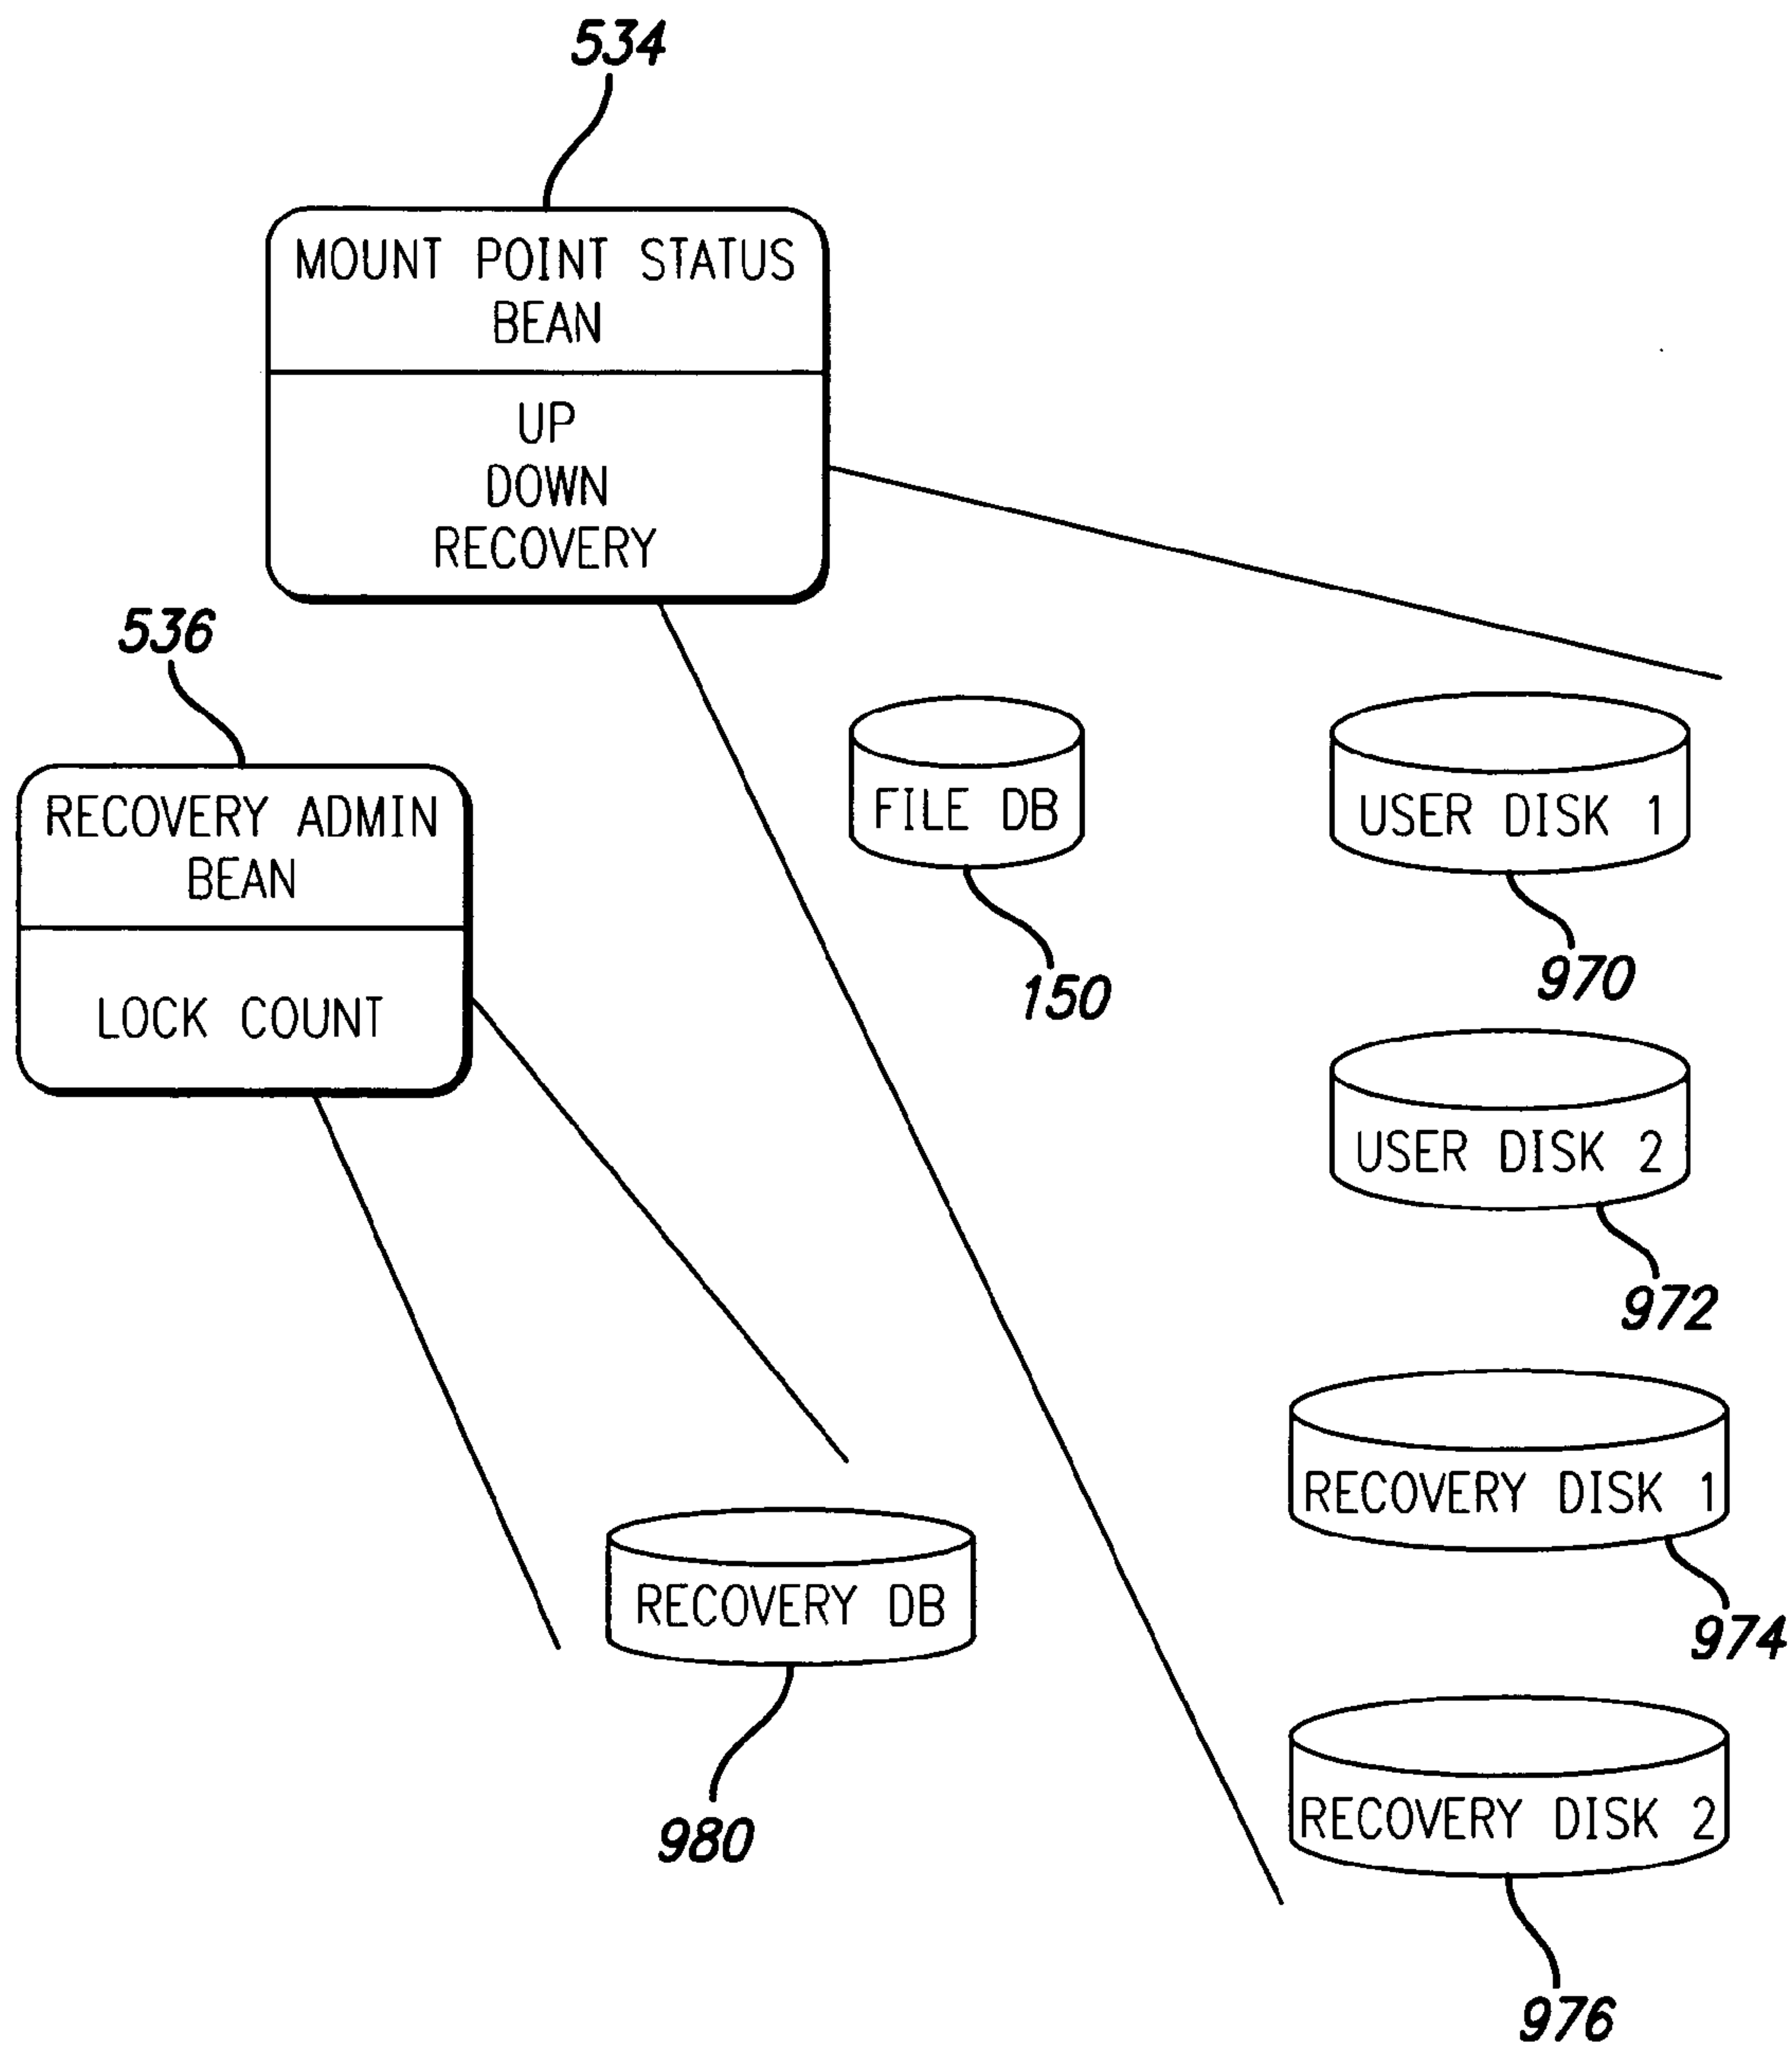 534
MOUNT POINT STATUS
BEAN
UP
DOWN
RECOVERY
536
RECOVERY ADMIN
BEAN
LOCK COUNT
FILE DB
150
USER DISK 1
970
USER DISK 2
972
RECOVERY DISK 1
974
RECOVERY DB
980
RECOVERY DISK 2
976